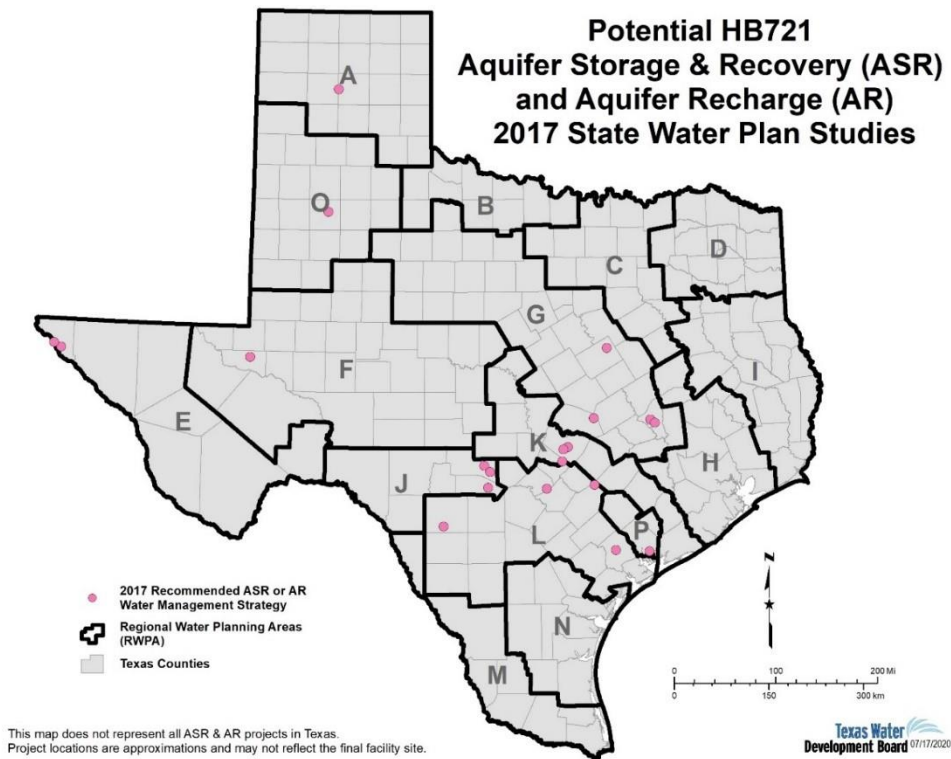 Potential HB721
Aquifer Storage & Recovery (ASR)
and Aquifer Recharge (AR)
2017 State Water Plan Studies
A
O
B
C
D
G
F
I
E
K
H
J
L
P
N
M
2017 Recommended ASR or AR
Water Management Strategy
Regional Water Planning Areas
(RWPA)
Texas Counties
N
0 100 200 Mi
0 150 300 km
This map does not represent all ASR & AR projects in Texas.
Project locations are approximations and may not reflect the final facility site.
Texas Water
Development Board 07/17/2020